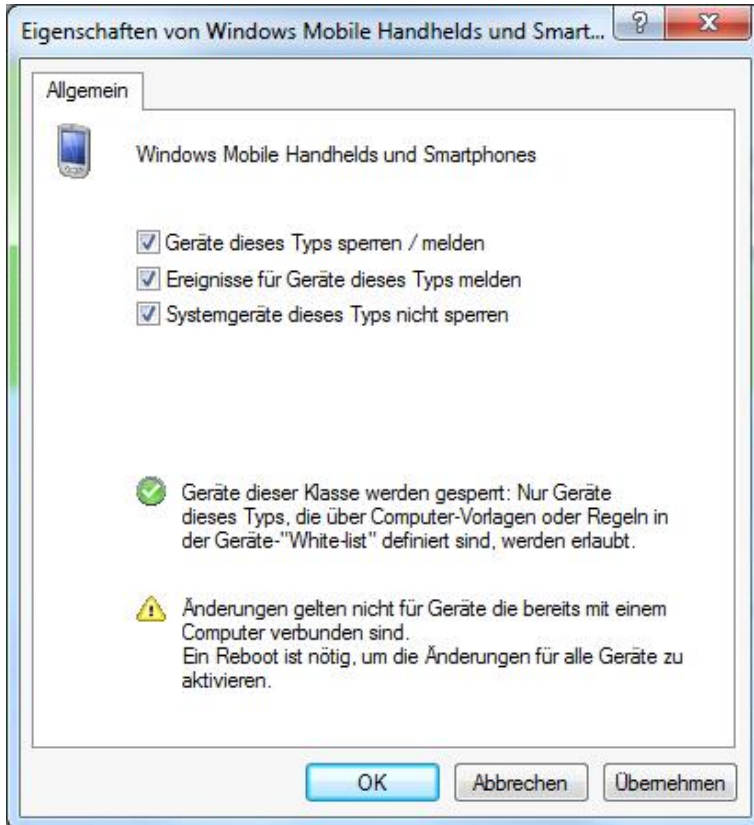 Eigenschaften von Windows Mobile Handhelds und Smart...
Allgemein
Windows Mobile Handhelds und Smartphones
Geräte dieses Typs sperren / melden
Ereignisse für Geräte dieses Typs melden
Systemgeräte dieses Typs nicht sperren
Geräte dieser Klasse werden gesperrt: Nur Geräte
dieses Typs, die über Computer-Vorlagen oder Regeln in
der Geräte-"White-list" definiert sind, werden erlaubt.
Änderungen gelten nicht für Geräte die bereits mit einem
Computer verbunden sind.
Ein Reboot ist nötig, um die Änderungen für alle Geräte zu
aktivieren.
OK Abbrechen Übernehmen